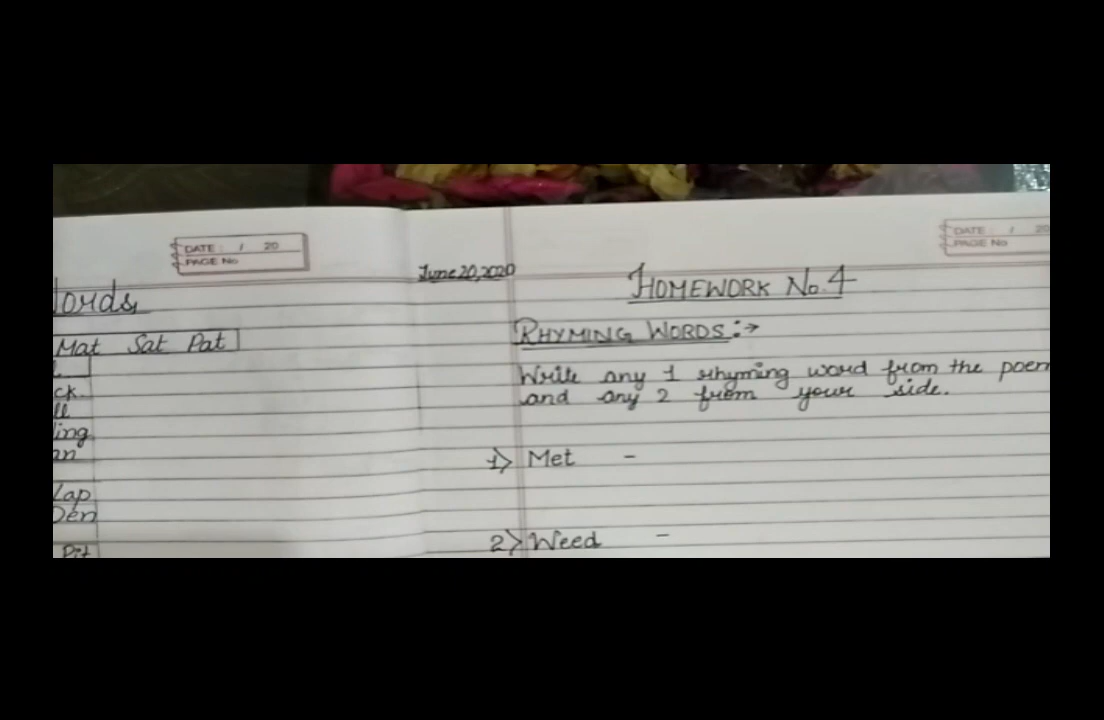 DATE : / 20
PAGE No
ords
Mat Sat Pat
ck.
ll
ing
an
Zap
Den
Pit
DATE : / 20
PAGE No
June 20, 2020
HOMEWORK No. 4
RHYMING WORDS :→
Write any 1 rhyming word from the poem
and any 2 from your side.
1> Met -
2> Weed -